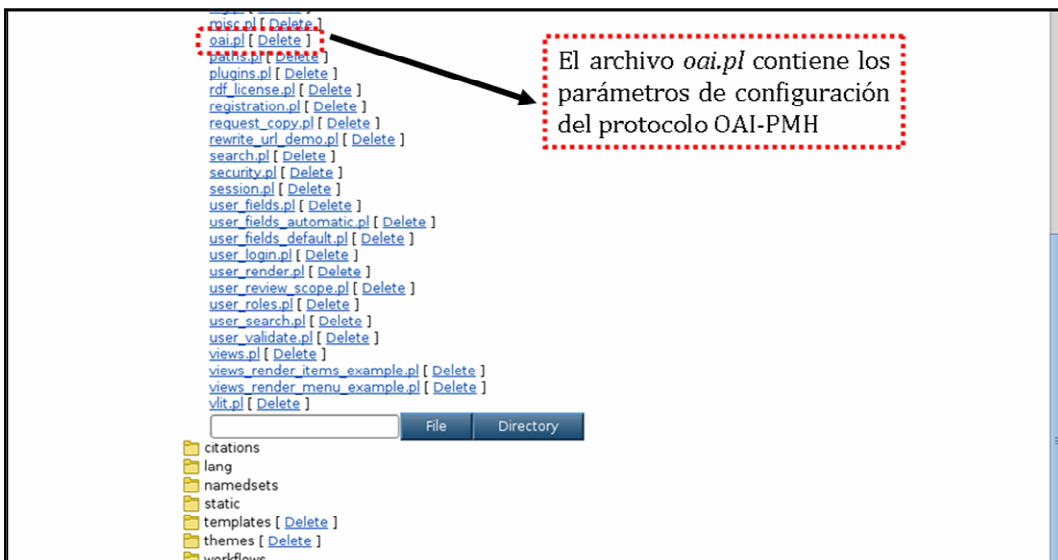 misc.pl [ Delete ]
oai.pl [ Delete ]
paths.pl [ Delete ]
plugins.pl [ Delete ]
rdf_license.pl [ Delete ]
registration.pl [ Delete ]
request_copy.pl [ Delete ]
rewrite_url_demo.pl [ Delete ]
search.pl [ Delete ]
security.pl [ Delete ]
session.pl [ Delete ]
user_fields.pl [ Delete ]
user_fields_automatic.pl [ Delete ]
user_fields_default.pl [ Delete ]
user_login.pl [ Delete ]
user_render.pl [ Delete ]
user_review_scope.pl [ Delete ]
user_roles.pl [ Delete ]
user_search.pl [ Delete ]
user_validate.pl [ Delete ]
views.pl [ Delete ]
views_render_items_example.pl [ Delete ]
views_render_menu_example.pl [ Delete ]
vlit.pl [ Delete ]
File Directory
citations
lang
namedsets
static
templates [ Delete ]
themes [ Delete ]
workflows
El archivo oai.pl contiene los
parámetros de configuración
del protocolo OAI-PMH